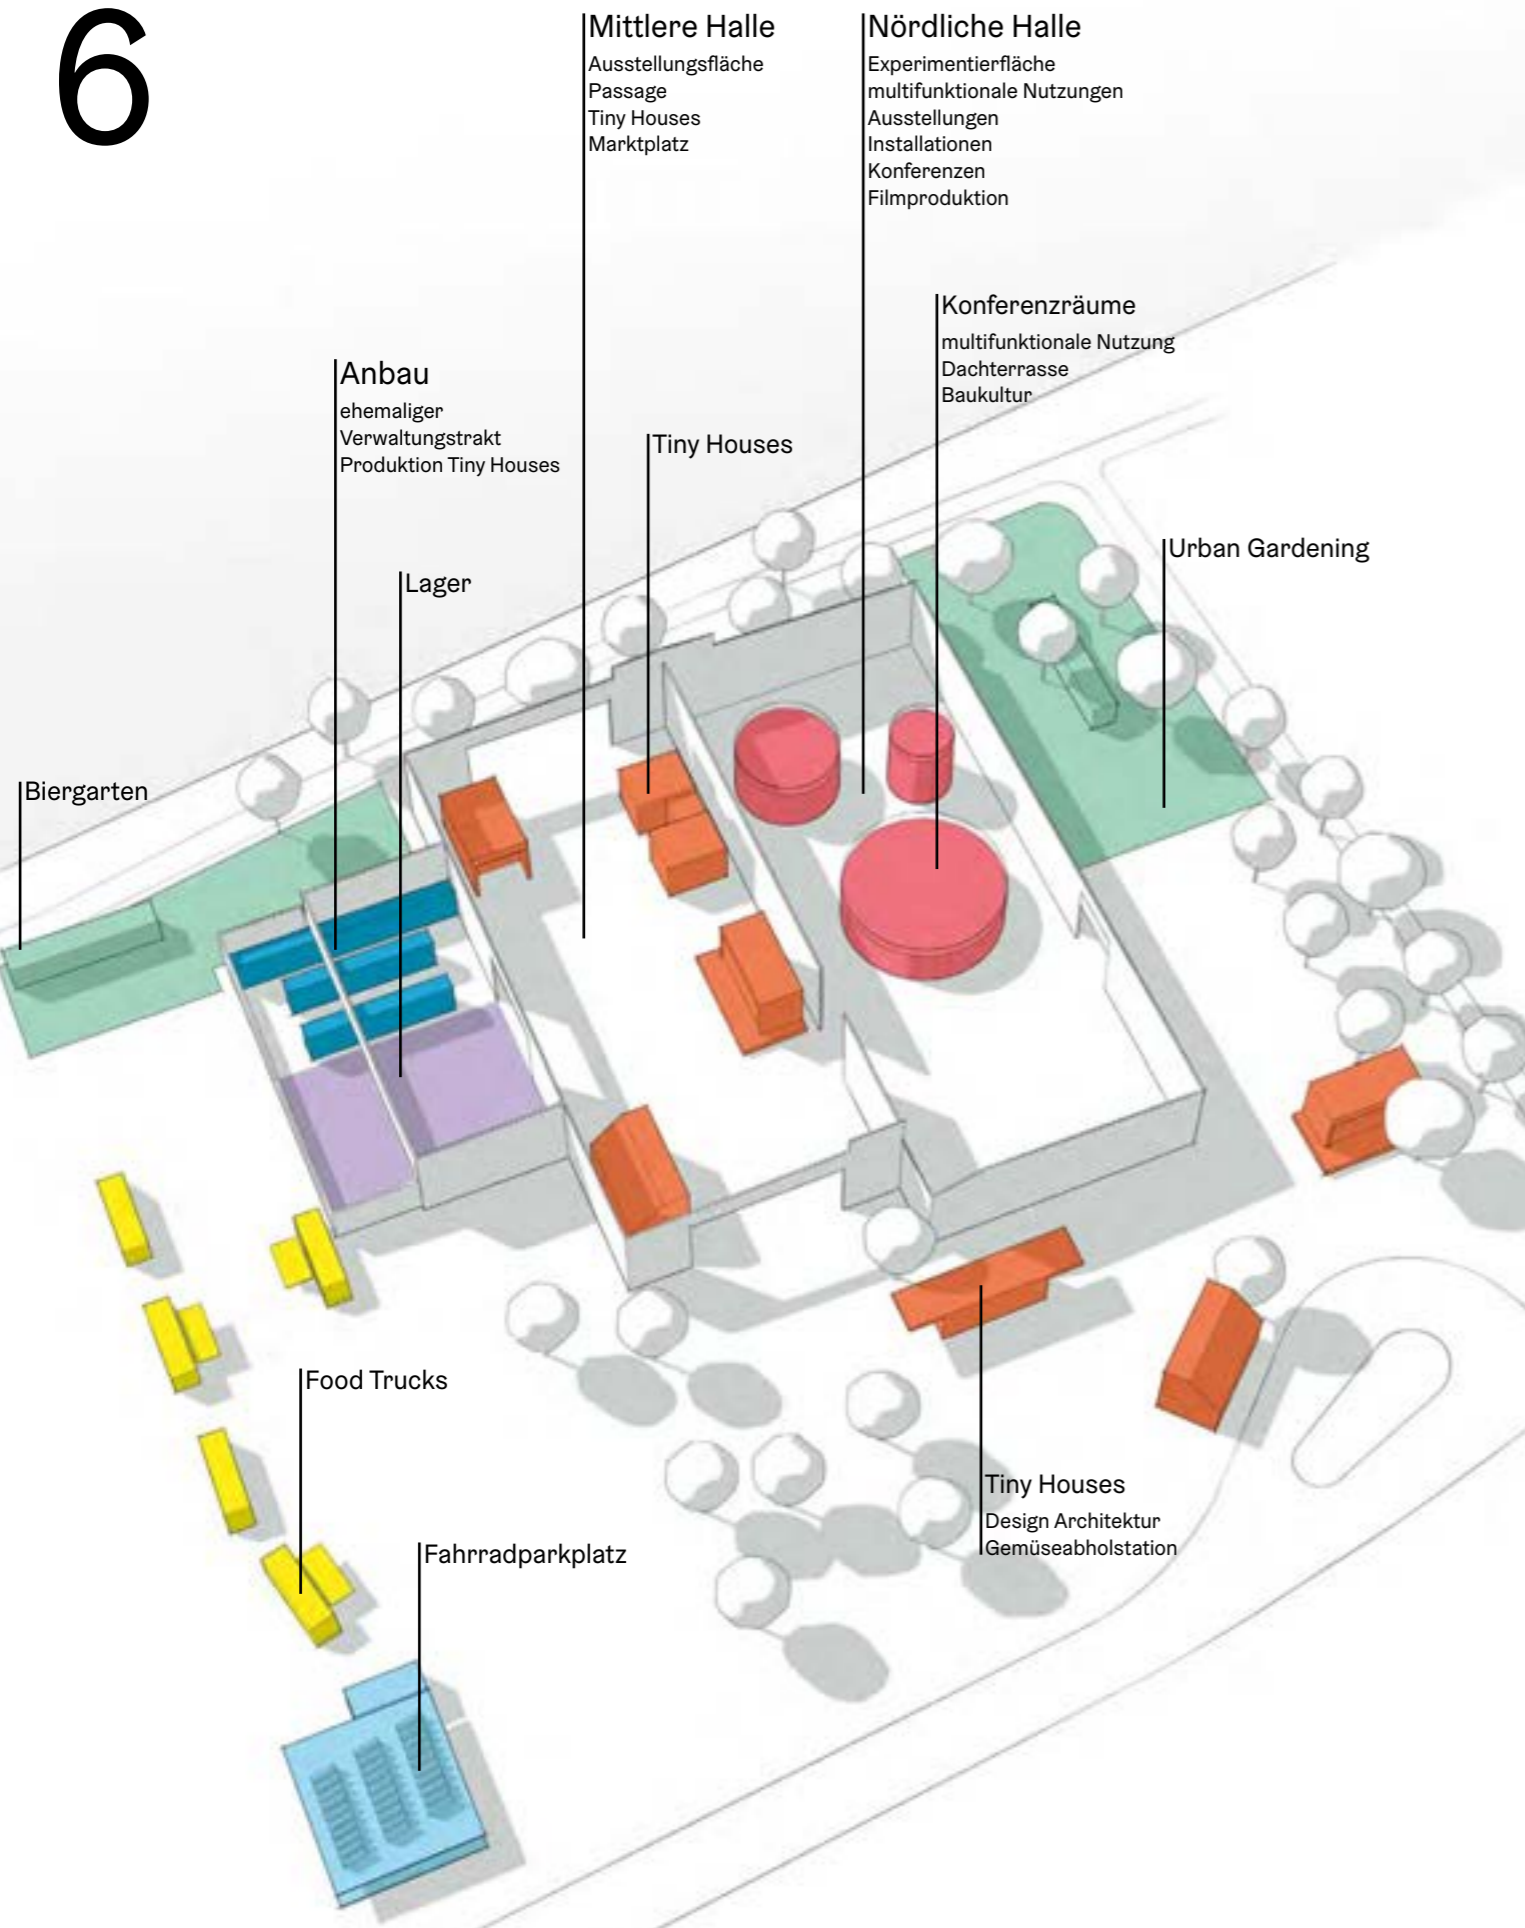 6
Mittlere Halle
Ausstellungsfläche
Passage
Tiny Houses
Marktplatz
Nördliche Halle
Experimentierfläche
multifunktionale Nutzungen
Ausstellungen
Installationen
Konferenzen
Filmproduktion
Konferenzräume
multifunktionale Nutzung
Dachterrasse
Baukultur
Anbau
ehemaliger
Verwaltungstrakt
Produktion Tiny Houses
Tiny Houses
Urban Gardening
Lager
Biergarten
Food Trucks
Tiny Houses
Design Architektur
Gemüseabholstation
Fahrradparkplatz